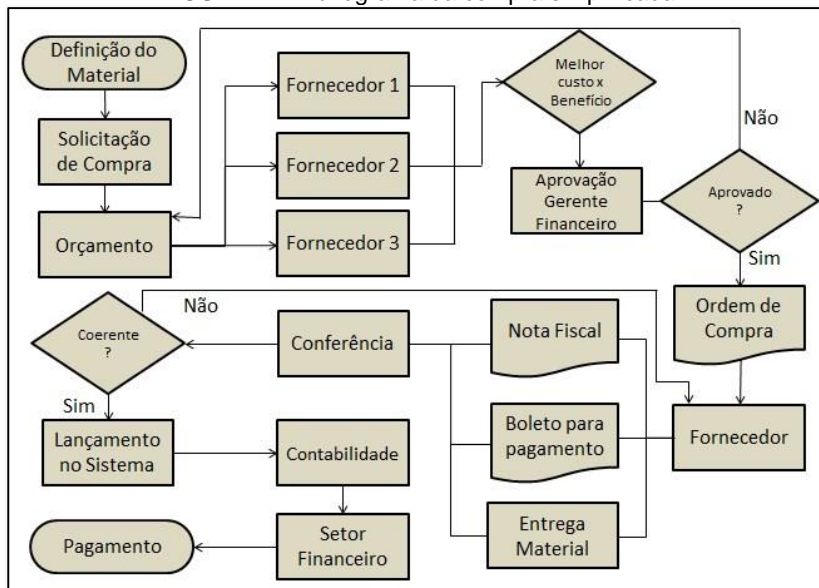 Definição do
Material
Solicitação
de Compra
Orçamento
Fornecedor 1
Fornecedor 2
Fornecedor 3
Melhor
custo x
Benefício
Aprovação
Gerente
Financeiro
Não
Aprovado
?
Sim
Ordem de
Compra
Fornecedor
Nota Fiscal
Boleto para
pagamento
Entrega
Material
Conferência
Não
Coerente
?
Sim
Lançamento
no Sistema
Contabilidade
Setor
Financeiro
Pagamento